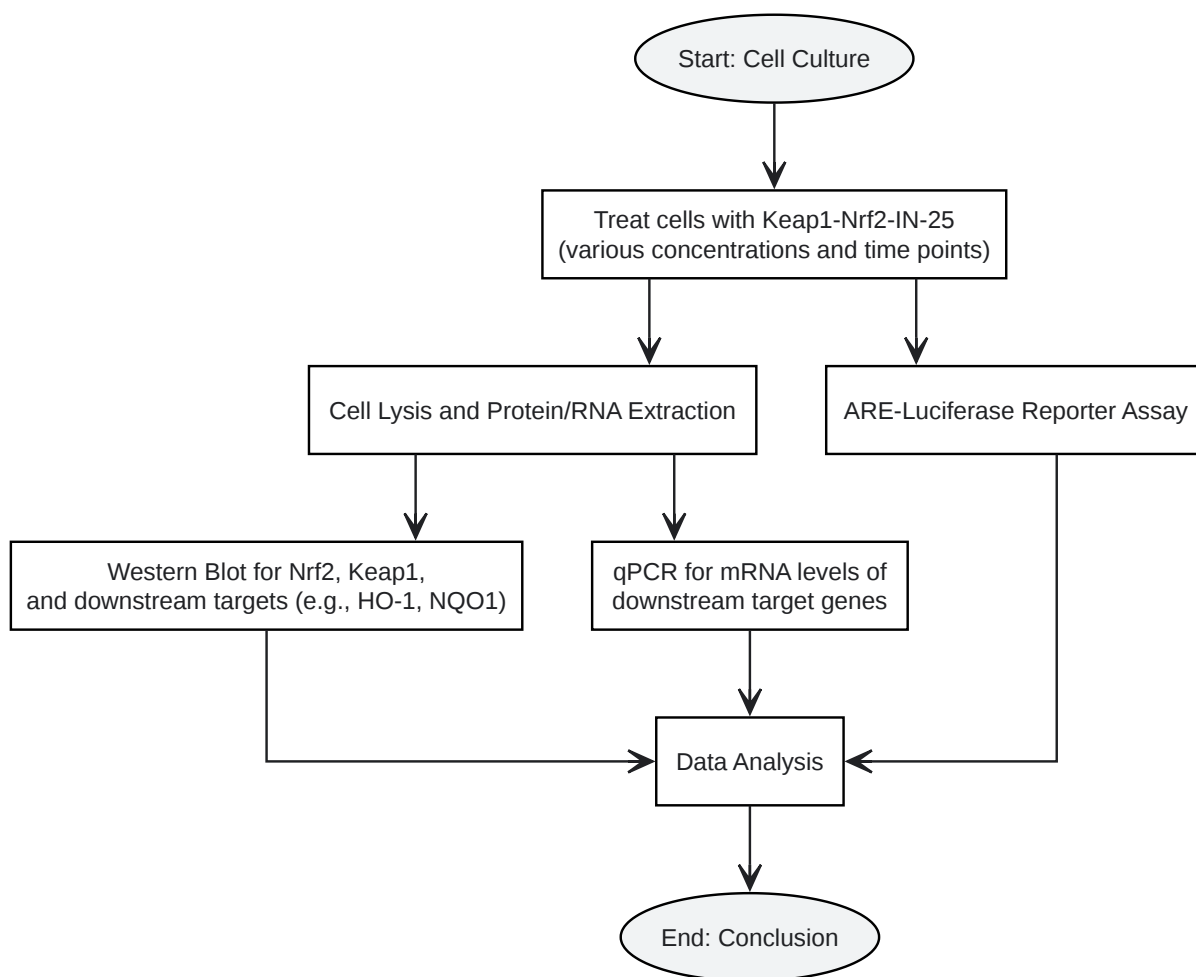 Start: Cell Culture
Treat cells with Keap1-Nrf2-IN-25
(various concentrations and time points)
Cell Lysis and Protein/RNA Extraction
ARE-Luciferase Reporter Assay
Western Blot for Nrf2, Keap1,
and downstream targets (e.g., HO-1, NQO1)
qPCR for mRNA levels of
downstream target genes
Data Analysis
End: Conclusion